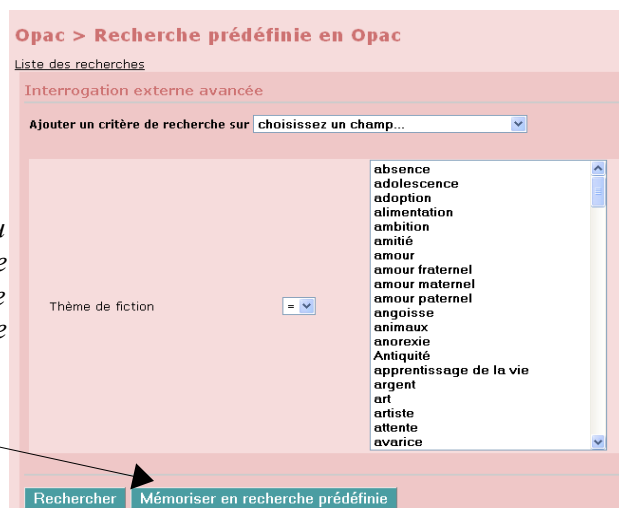 Opac > Recherche prédéfinie en Opac
Liste des recherches
Interrogation externe avancée
Ajouter un critère de recherche sur choisissez un champ...
absence
adolescence
adoption
alimentation
ambition
amitié
amour
amour fraternel
amour maternel
amour paternel
Thème de fiction =
angoisse
animaux
anorexie
Antiquité
apprentissage de la vie
argent
art
artiste
attente
avarice
Rechercher Mémoriser en recherche prédéfinie